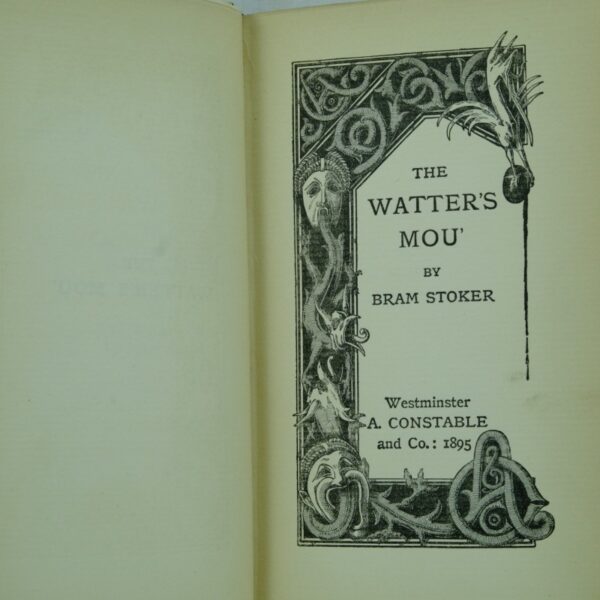 THE
WATTER'S
MOU'
BY
BRAM STOKER
Westminster
A. CONSTABLE
and Co.: 1895